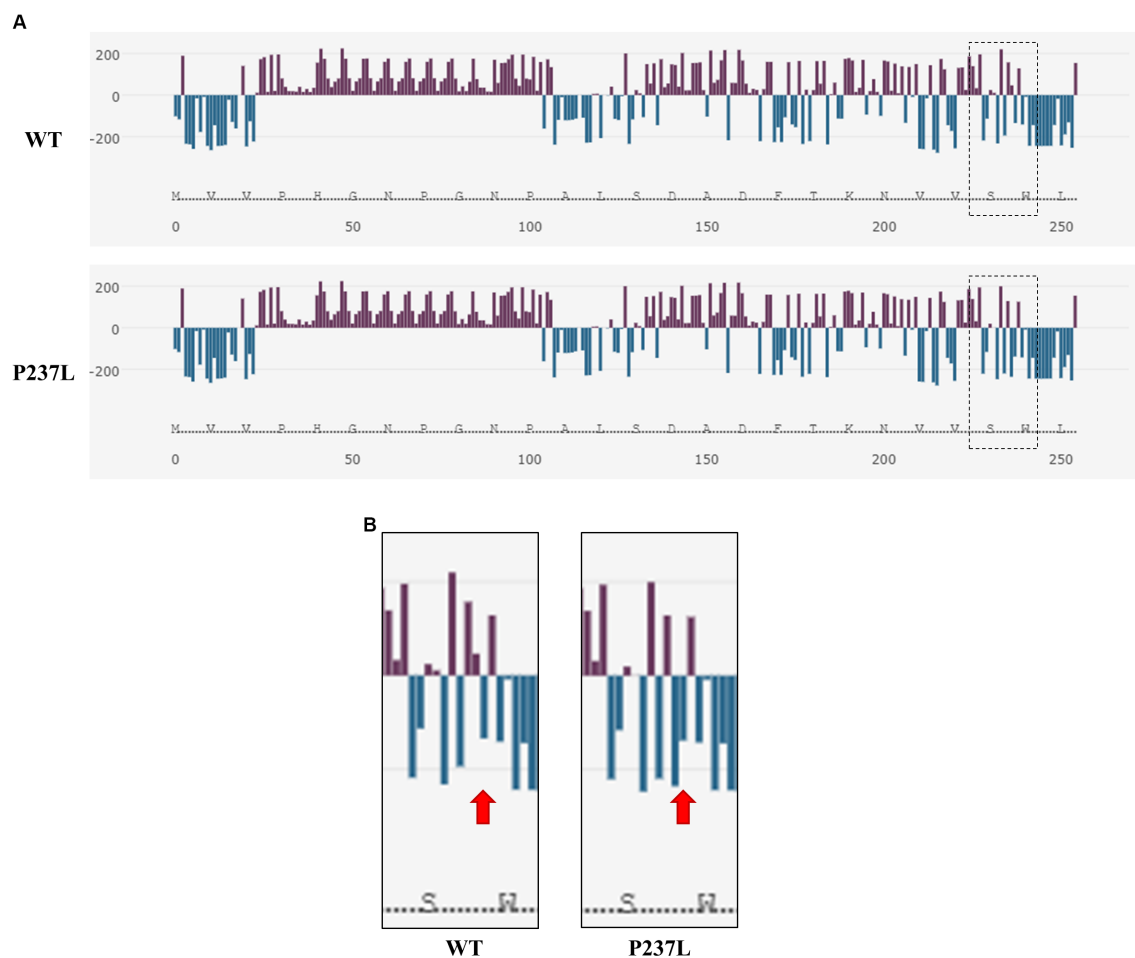 A
200
0
-200
WT
M V V P H G N P G N P A L S D A D F T K N V V S W L
0 50 100 150 200 250
200
0
-200
P237L
M V V P H G N P G N P A L S D A D F T K N V V S W L
0 50 100 150 200 250
B
S W
S W
WT
P237L